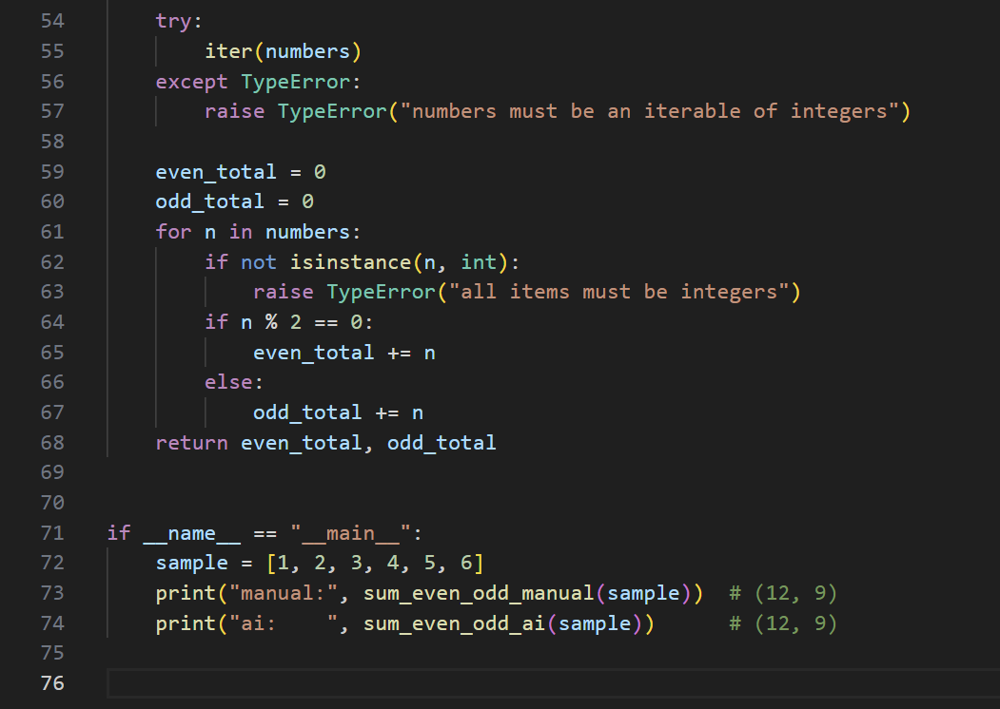 54        try:
55            iter(numbers)
56        except TypeError:
57            raise TypeError("numbers must be an iterable of integers")
58
59        even_total = 0
60        odd_total = 0
61        for n in numbers:
62            if not isinstance(n, int):
63                raise TypeError("all items must be integers")
64            if n % 2 == 0:
65                even_total += n
66            else:
67                odd_total += n
68        return even_total, odd_total
69
70
71    if __name__ == "__main__":
72        sample = [1, 2, 3, 4, 5, 6]
73        print("manual:", sum_even_odd_manual(sample))  # (12, 9)
74        print("ai:    ", sum_even_odd_ai(sample))      # (12, 9)
75
76